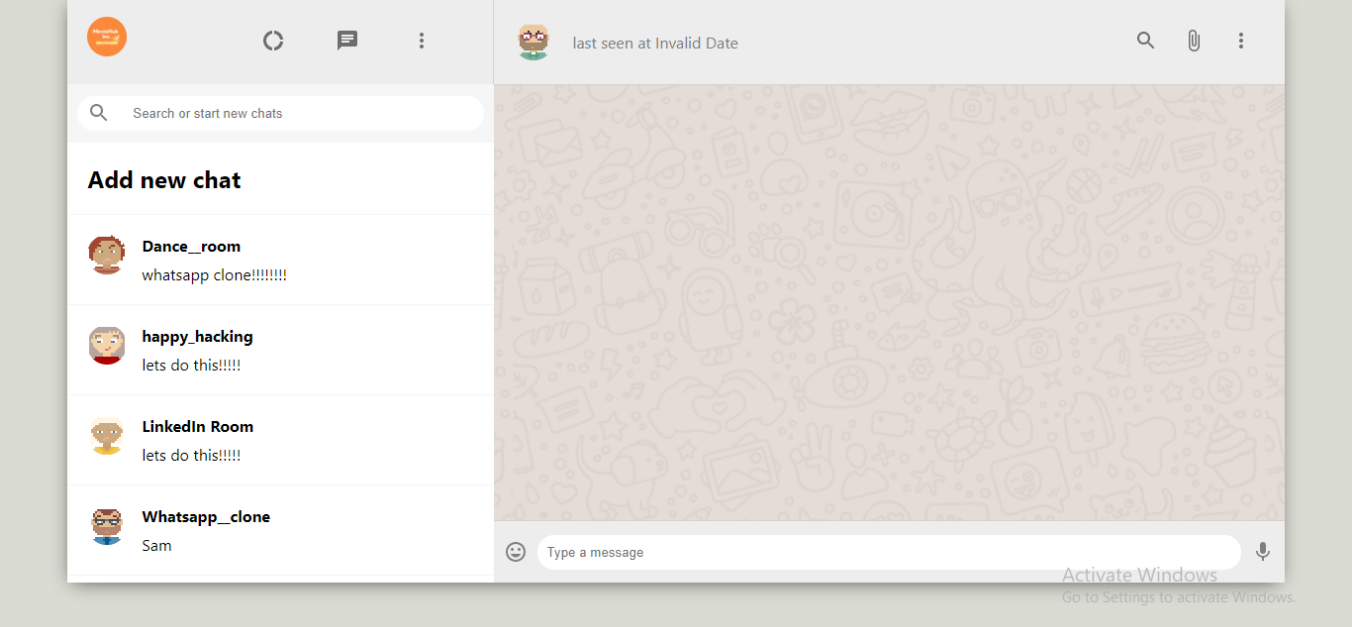 last seen at Invalid Date
Search or start new chats
Add new chat
Dance__room
whatsapp clone!!!!!!!!
happy_hacking
lets do this!!!!!
LinkedIn Room
lets do this!!!!!
Whatsapp__clone
Sam
Type a message
Activate Windows
Go to Settings to activate Windows.